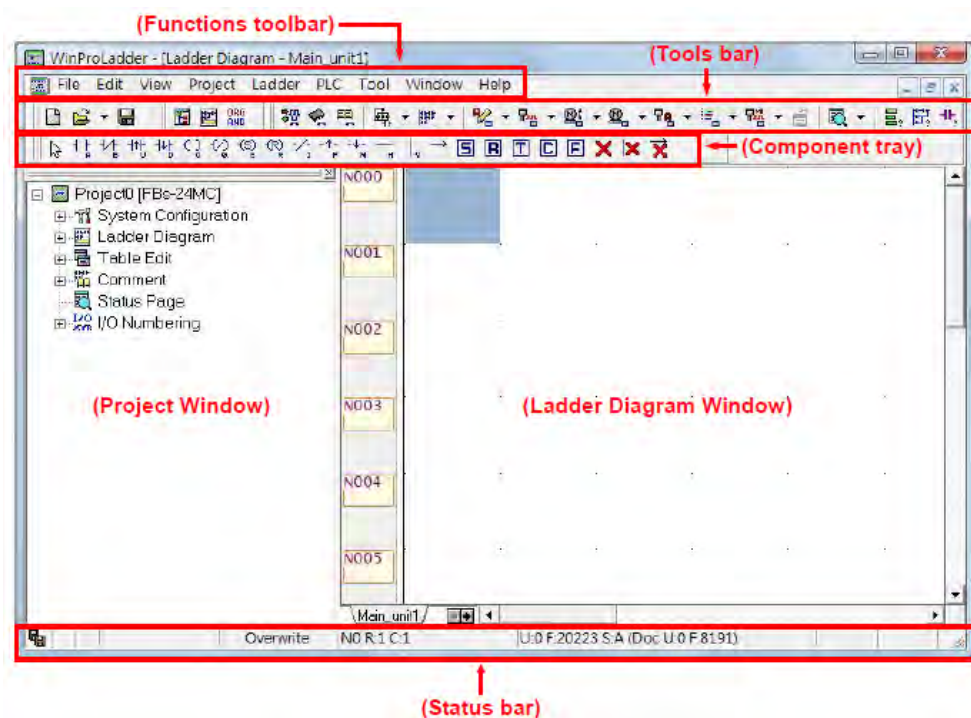 (Functions toolbar)
WinProLadder - [Ladder Diagram - Main_unit1]
(Tools bar)
File Edit View Project Ladder PLC Tool Window Help
ORG
AND
S R T C F
(Component tray)
Project0 [FBs-24MC]
System Configuration
Ladder Diagram
Table Edit
Comment
Status Page
I/O Numbering
N000
N001
N002
N003
N004
N005
(Project Window)
(Ladder Diagram Window)
Main_unit1
Overwrite N0 R:1 C:1 U:0 F:20223 S:A (Doc U:0 F:8191)
(Status bar)